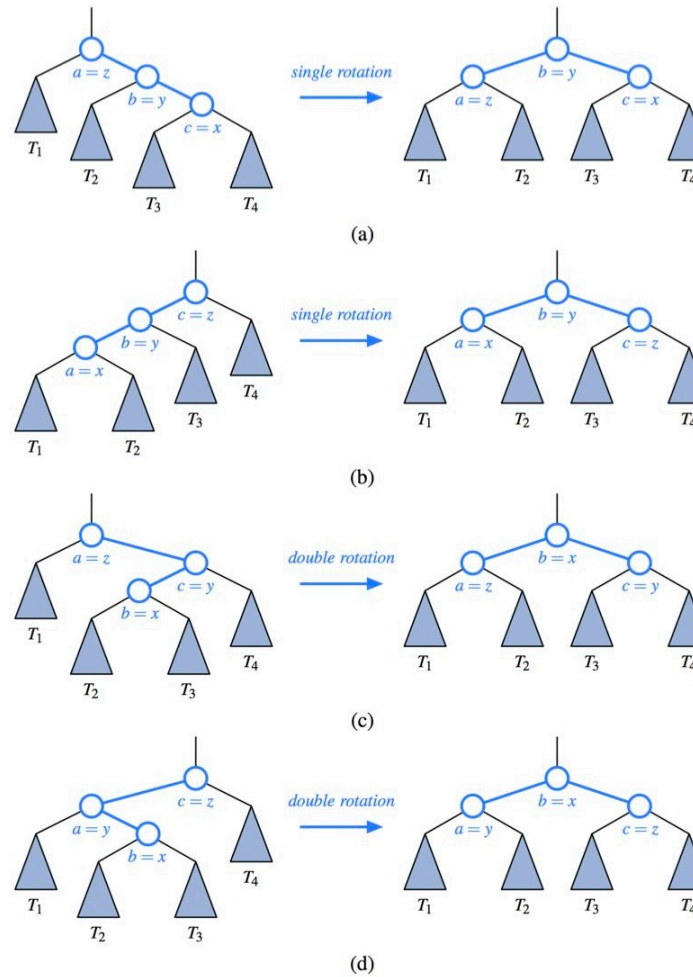 a = z
b = y
c = x
T1
T2
T3
T4
single rotation
b = y
a = z
c = x
T1
T2
T3
T4
(a)
c = z
b = y
a = x
T4
T3
T1
T2
single rotation
b = y
a = x
c = z
T1
T2
T3
T4
(b)
a = z
c = y
b = x
T1
T4
T2
T3
double rotation
b = x
a = z
c = y
T1
T2
T3
T4
(c)
c = z
a = y
b = x
T4
T1
T2
T3
double rotation
b = x
a = y
c = z
T1
T2
T3
T4
(d)